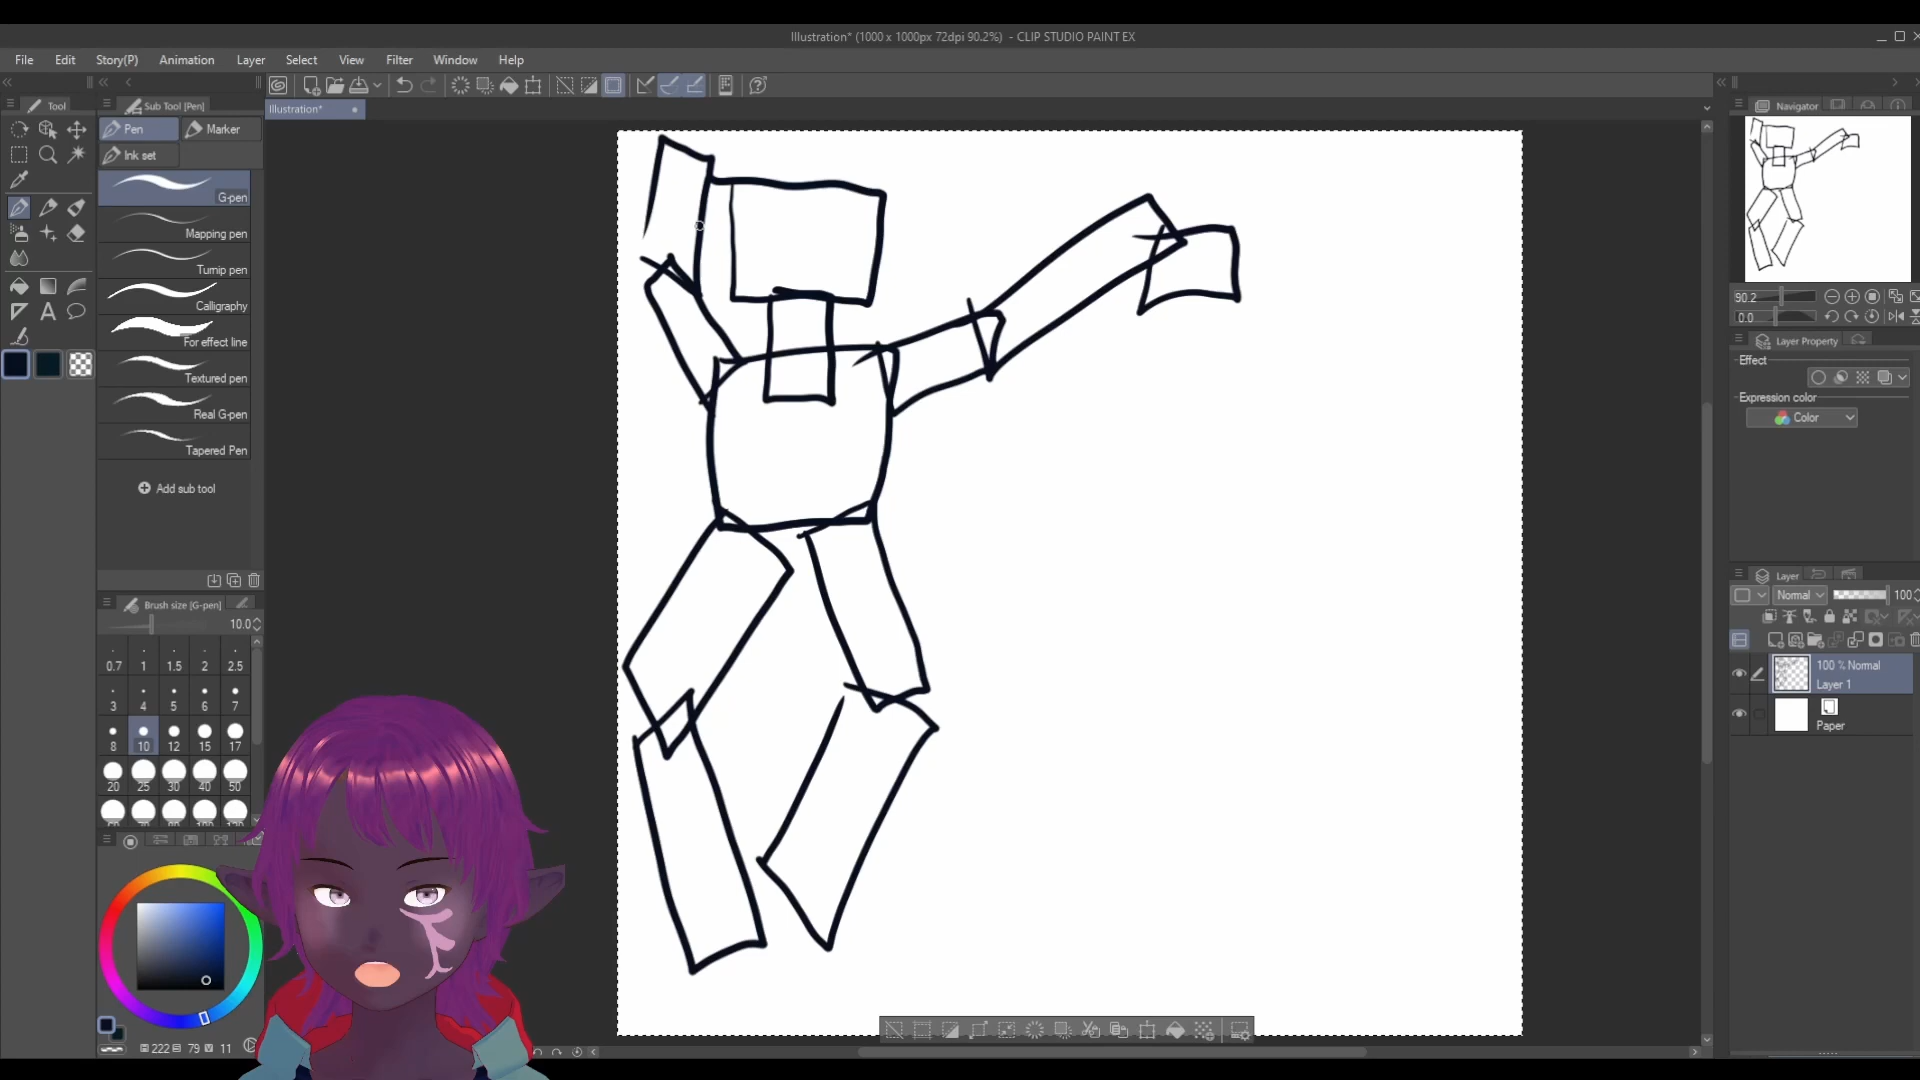 Illustration* (1000 x 1000px 72dpi 90.2%) - CLIP STUDIO PAINT EX
File Edit Story(P) Animation Layer Select View Filter Window Help
Tool
Sub Tool [Pen]
Illustration*
Navigator
Pen
Marker
Ink set
G-pen
Mapping pen
Turnip pen
Calligraphy
For effect line
Textured pen
Real G-pen
Tapered Pen
Add sub tool
90.2
0.0
Layer Property
Effect
Expression color
Color
Brush size [G-pen]
10.0
0.7 1 1.5 2 2.5
3 4 5 6 7
8 10 12 15 17
20 25 30 40 50
222 79 V 11
Layer
Normal 100
100 % Normal
Layer 1
Paper